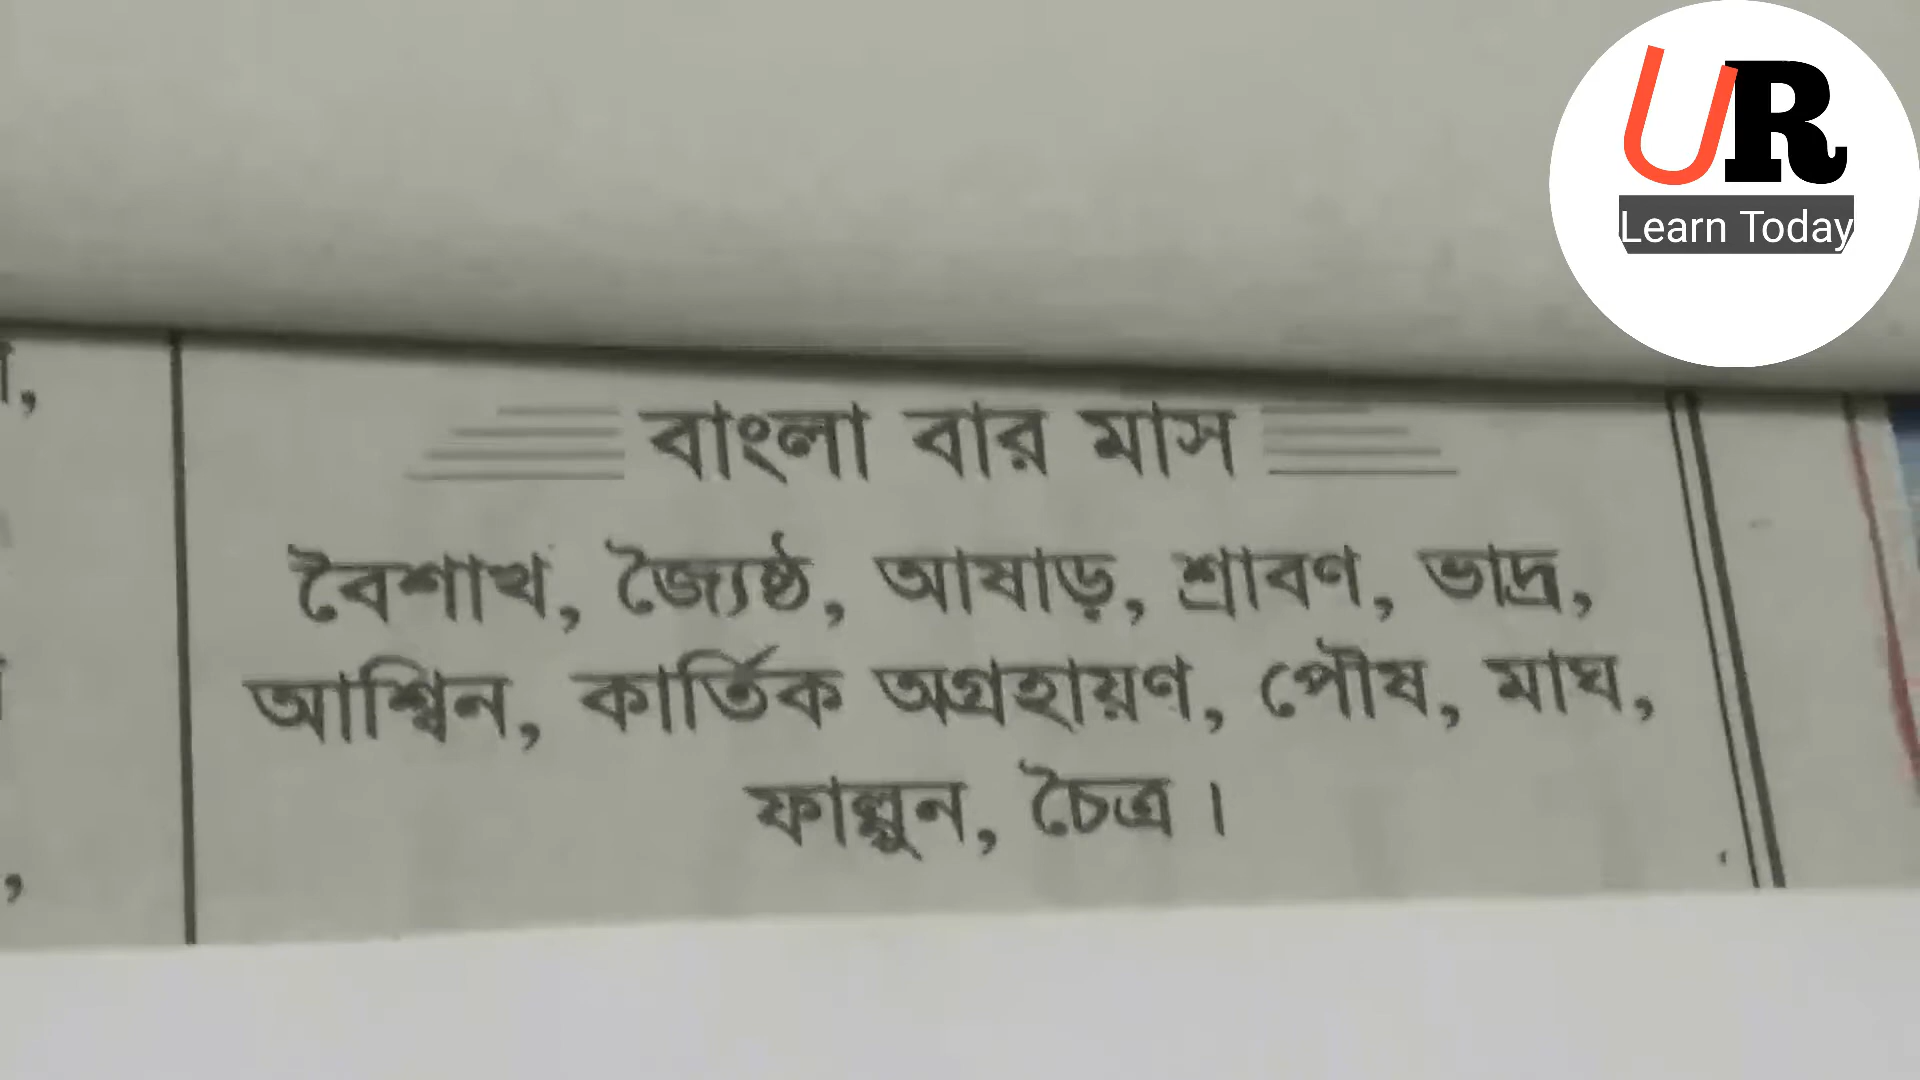 UR
Learn Today
বাংলা বার মাস
বৈশাখ, জ্যৈষ্ঠ, আষাড়, শ্রাবণ, ভাদ্র,
আশ্বিন, কার্তিক অগ্রহায়ণ, পৌষ, মাঘ,
ফাল্গুন, চৈত্র।